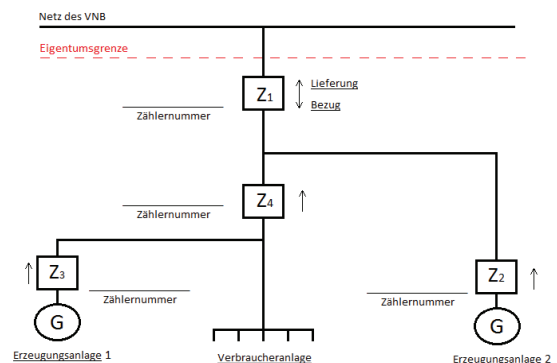 Netz des VNB
Eigentumsgrenze
Z1
Lieferung
Bezug
Zählernummer
Z4
Zählernummer
Z3
Zählernummer
Z2
Zählernummer
G
G
Erzeugungsanlage 1
Verbraucheranlage
Erzeugungsanlage 2